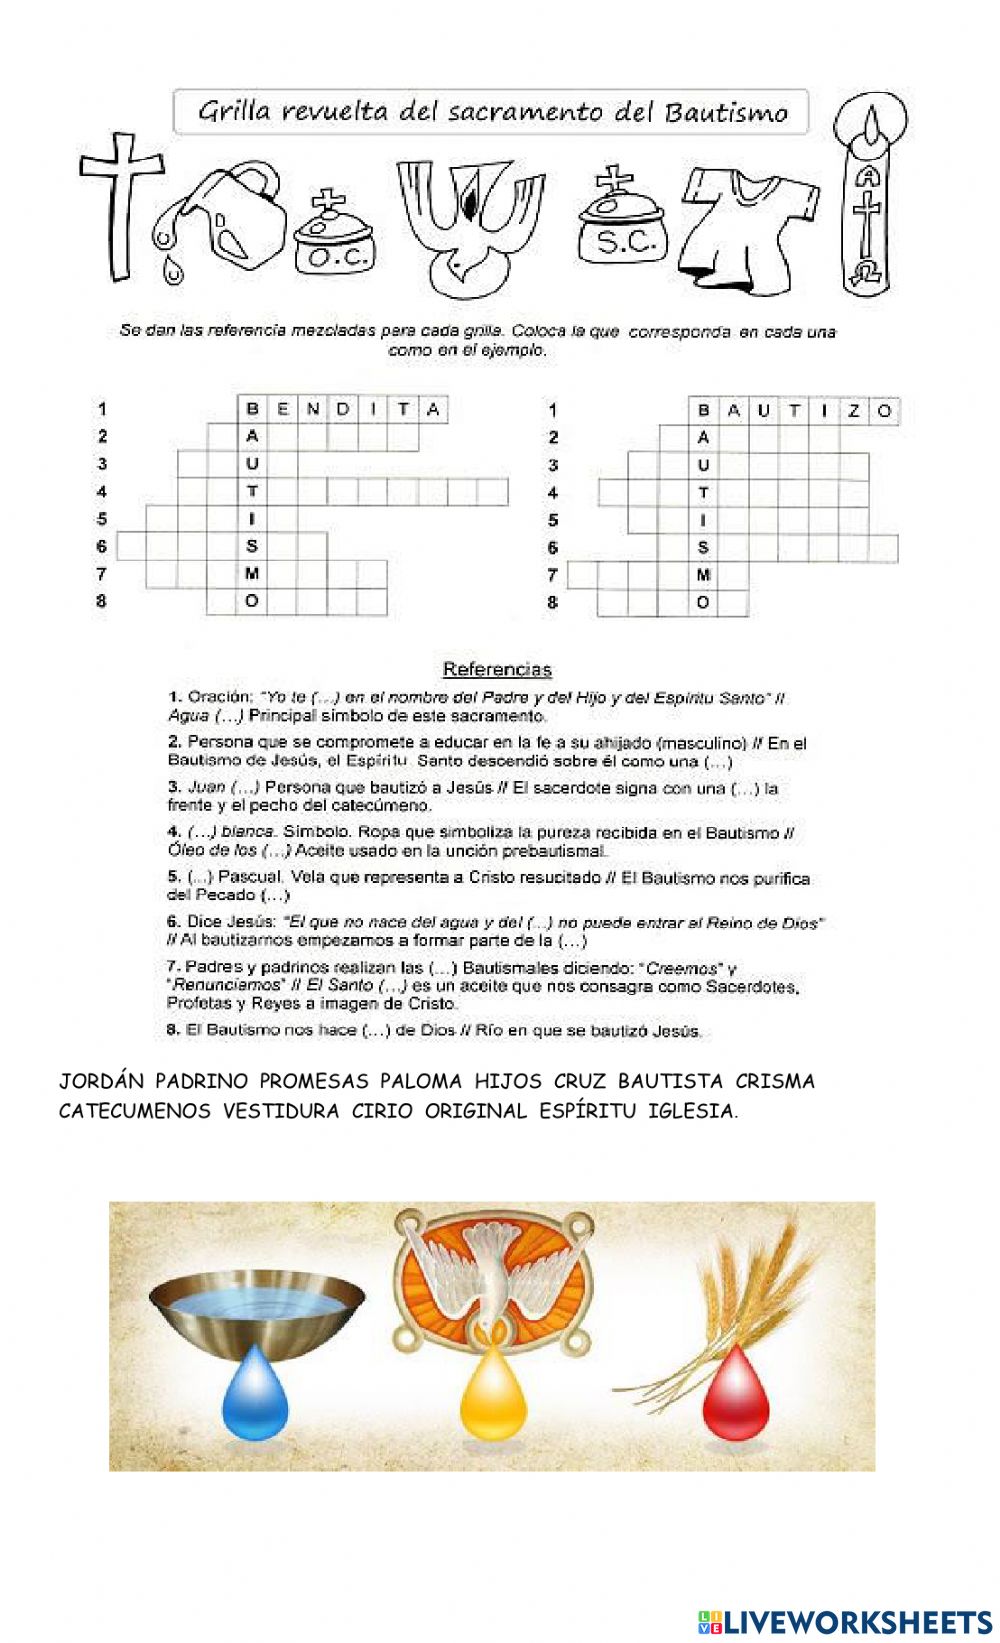 Grilla revuelta del sacramento del Bautismo
O.C.
S.C.
A
Ω
Se dan las referencia mezcladas para cada grilla. Coloca la que corresponda en cada una
como en el ejemplo.
1 B E N D I T A
2 A
3 U
4 T
5 I
6 S
7 M
8 O
1 B A U T I Z O
2 A
3 U
4 T
5 I
6 S
7 M
8 O
Referencias
1. Oración: "Yo te (...) en el nombre del Padre y del Hijo y del Espíritu Santo" //
Agua (...) Principal símbolo de este sacramento.
2. Persona que se compromete a educar en la fe a su ahijado (masculino) // En el
Bautismo de Jesús, el Espíritu Santo descendió sobre él como una (...)
3. Juan (...) Persona que bautizó a Jesús // El sacerdote signa con una (...) la
frente y el pecho del catecúmeno.
4. (...) blanca. Símbolo. Ropa que simboliza la pureza recibida en el Bautismo //
Óleo de los (...) Aceite usado en la unción prebautismal.
5. (...) Pascual. Vela que representa a Cristo resucitado // El Bautismo nos purifica
del Pecado (...)
6. Dice Jesús: "El que no nace del agua y del (...) no puede entrar al Reino de Dios"
// Al bautizarnos empezamos a formar parte de la (...)
7. Padres y padrinos realizan las (...) Bautismales diciendo: "Creemos" y
"Renunciamos" // El Santo (...) es un aceite que nos consagra como Sacerdotes,
Profetas y Reyes a imagen de Cristo.
8. El Bautismo nos hace (...) de Dios // Río en que se bautizó Jesús.
JORDÁN PADRINO PROMESAS PALOMA HIJOS CRUZ BAUTISTA CRISMA
CATECUMENOS VESTIDURA CIRIO ORIGINAL ESPÍRITU IGLESIA.
LIVEWORKSHEETS